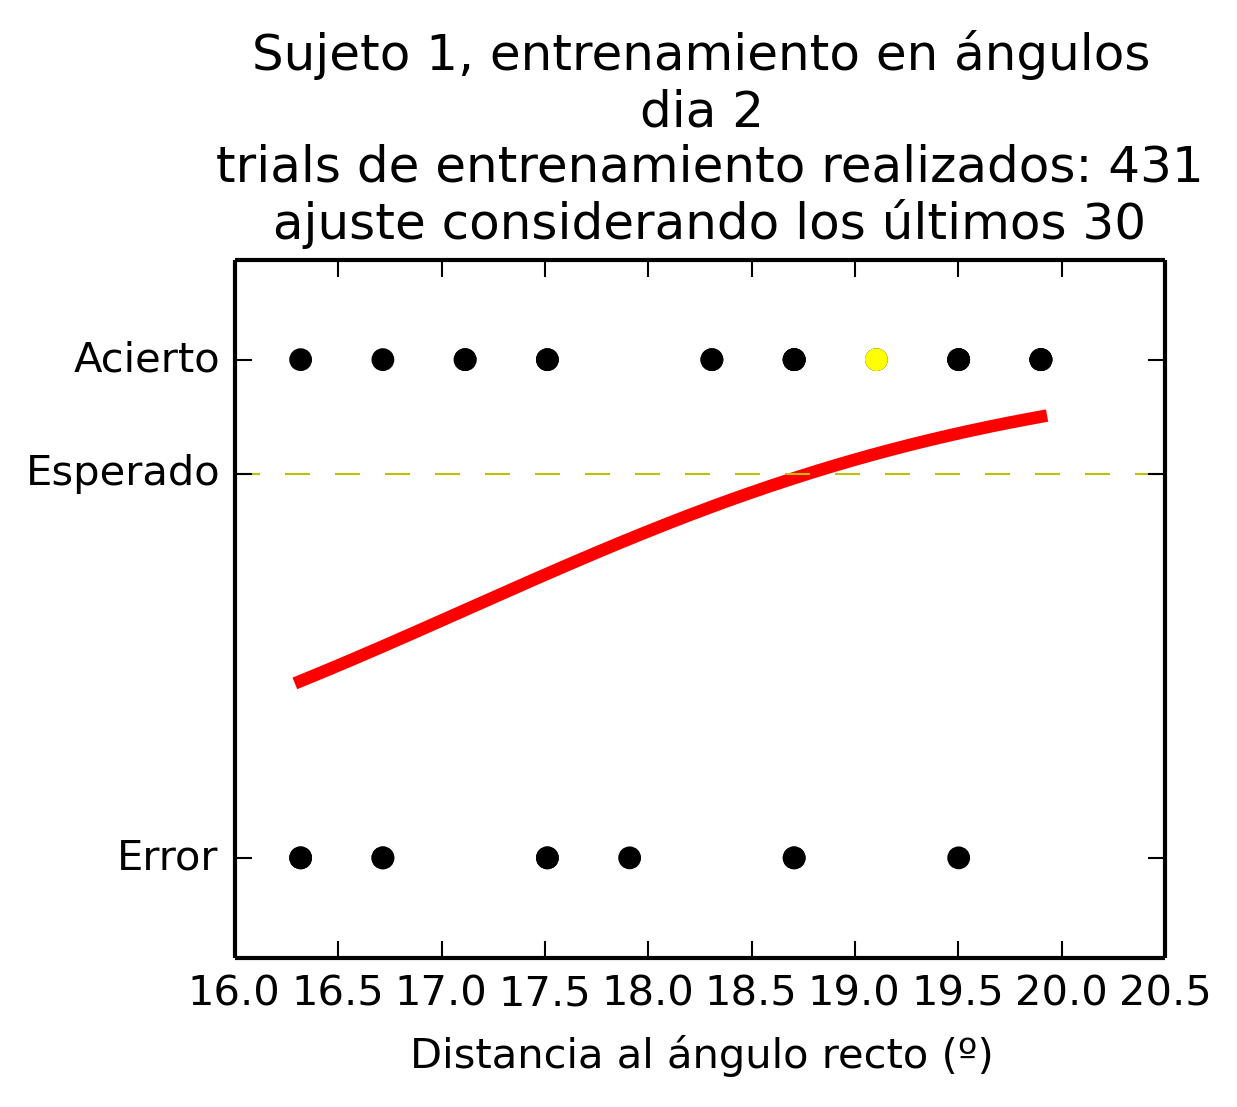 Sujeto 1, entrenamiento en ángulos
dia 2
trials de entrenamiento realizados: 431
ajuste considerando los últimos 30
Acierto
Esperado
Error
16.0 16.5 17.0 17.5 18.0 18.5 19.0 19.5 20.0 20.5
Distancia al ángulo recto (º)